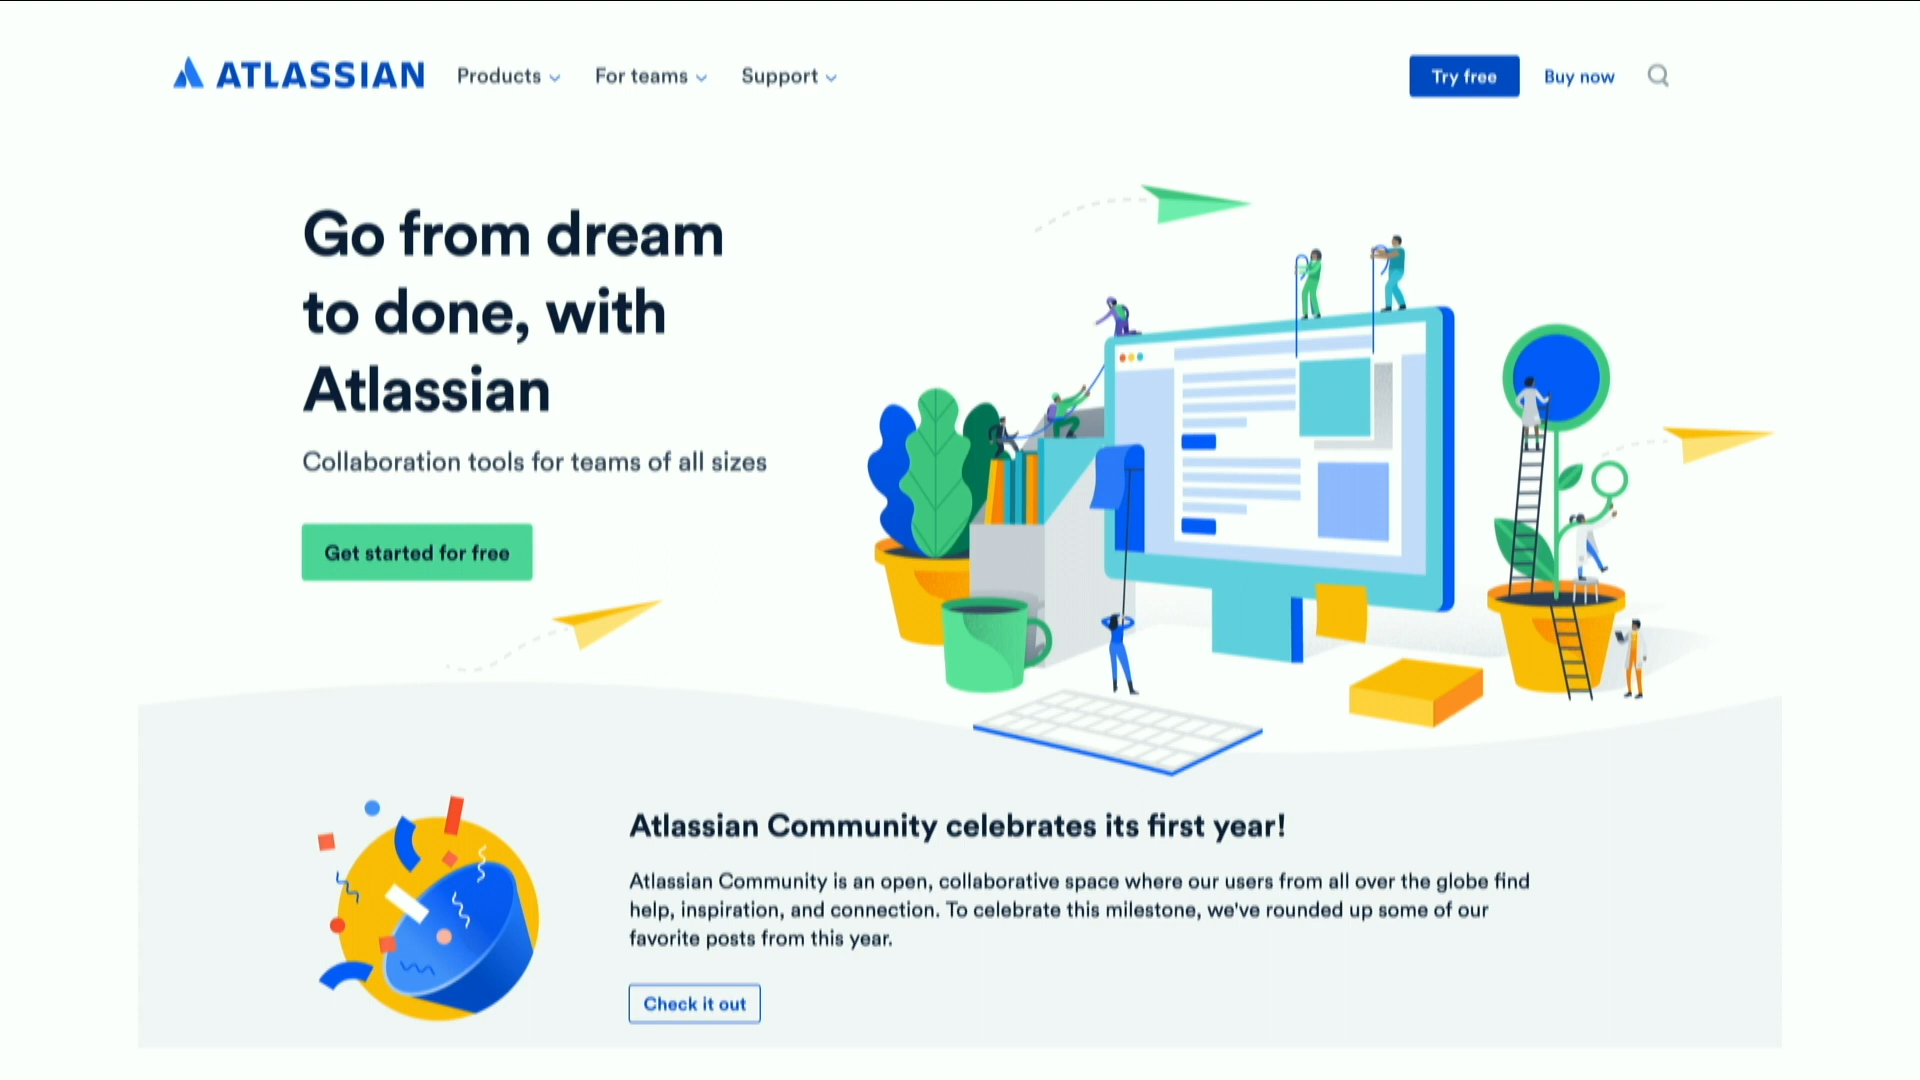 ATLASSIAN Products For teams Support Try free Buy now
Go from dream
to done, with
Atlassian
Collaboration tools for teams of all sizes
Get started for free
Atlassian Community celebrates its first year!
Atlassian Community is an open, collaborative space where our users from all over the globe find
help, inspiration, and connection. To celebrate this milestone, we've rounded up some of our
favorite posts from this year.
Check it out